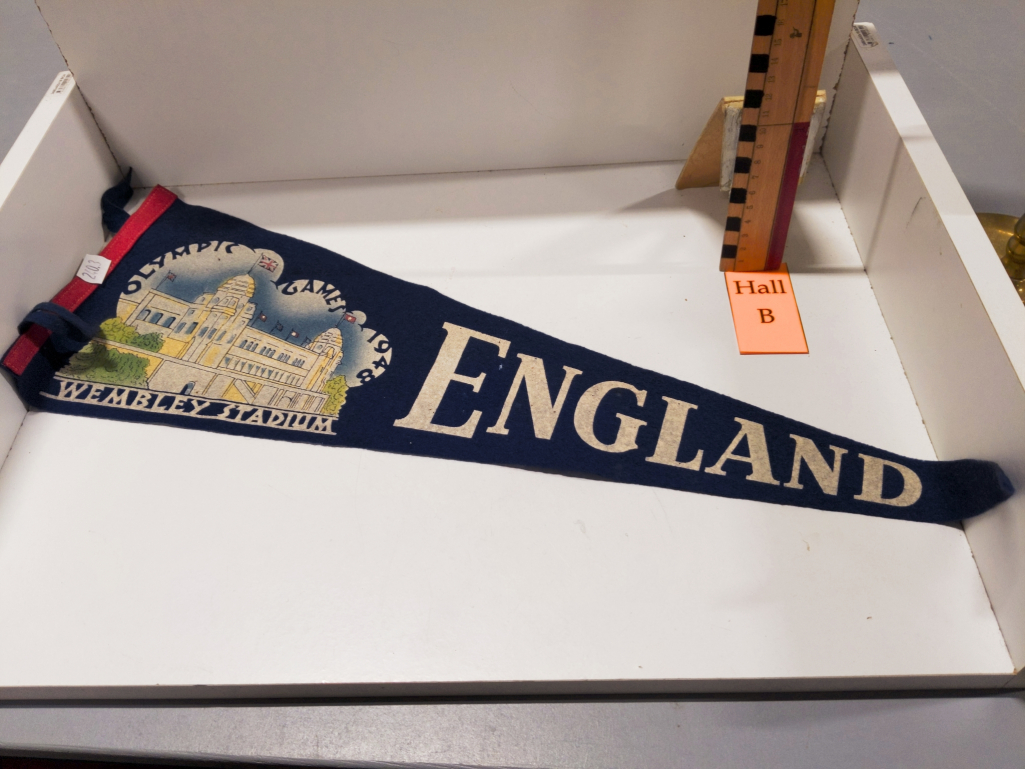 OLYMPIC GAMES 1948
WEMBLEY STADIUM
ENGLAND
Hall
B